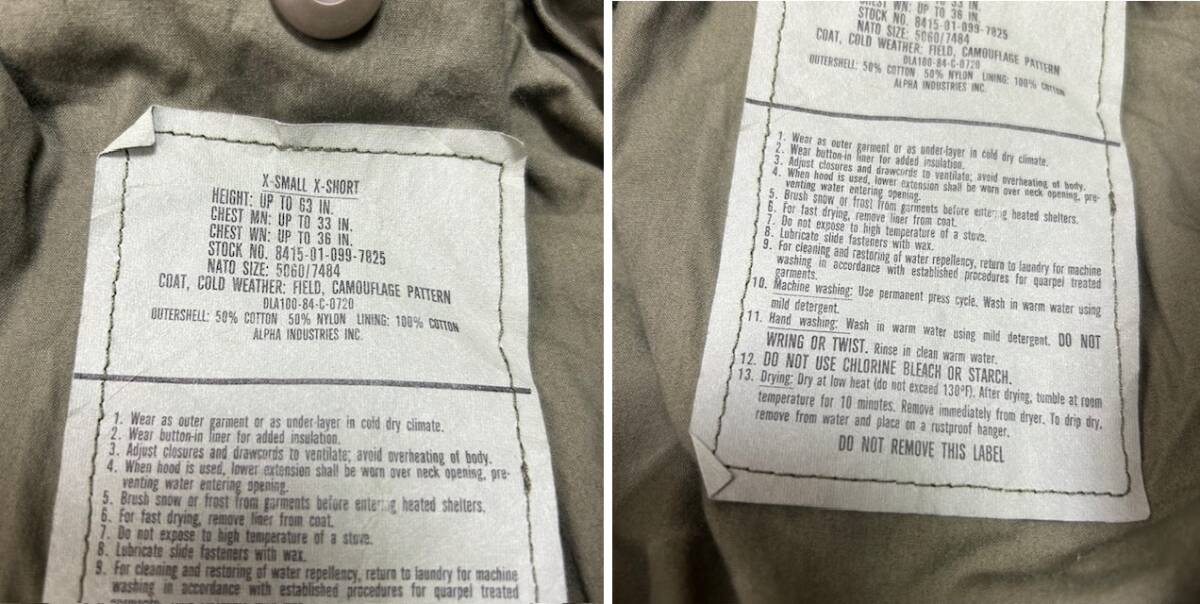 X-SMALL X-SHORT
HEIGHT: UP TO 63 IN.
CHEST MN: UP TO 33 IN.
CHEST WN: UP TO 36 IN.
STOCK NO. 8415-01-099-7825
NATO SIZE: 5060/7484
COAT, COLD WEATHER: FIELD, CAMOUFLAGE PATTERN
DLA100-84-C-0720
OUTERSHELL: 50% COTTON 50% NYLON LINING: 100% COTTON
ALPHA INDUSTRIES INC.
1. Wear as outer garment or as under-layer in cold dry climate.
2. Wear button-in liner for added insulation.
3. Adjust closures and drawcords to ventilate; avoid overheating of body.
4. When hood is used, lower extension shall be worn over neck opening, pre-
venting water entering opening.
5. Brush snow or frost from garments before entering heated shelters.
6. For fast drying, remove liner from coat.
7. Do not expose to high temperature of a stove.
8. Lubricate slide fasteners with wax.
9. For cleaning and restoring of water repellency, return to laundry for machine
washing in accordance with established procedures for quarpel treated
UP TO 36 IN.
STOCK NO. 8415-01-099-7825
NATO SIZE: 5060/7484
COAT, COLD WEATHER: FIELD, CAMOUFLAGE PATTERN
DLA100-84-C-0720
OUTERSHELL: 50% COTTON 50% NYLON LINING: 100% COTTON
ALPHA INDUSTRIES INC.
1. Wear as outer garment or as under-layer in cold dry climate.
2. Wear button-in liner for added insulation.
3. Adjust closures and drawcords to ventilate; avoid overheating of body.
4. When hood is used, lower extension shall be worn over neck opening, pre-
venting water entering opening.
5. Brush snow or frost from garments before entering heated shelters.
6. For fast drying, remove liner from coat.
7. Do not expose to high temperature of a stove.
8. Lubricate slide fasteners with wax.
9. For cleaning and restoring of water repellency, return to laundry for machine
washing in accordance with established procedures for quarpel treated
garments.
10. Machine washing: Use permanent press cycle. Wash in warm water using
mild detergent.
11. Hand washing: Wash in warm water using mild detergent. DO NOT
WRING OR TWIST. Rinse in clean warm water.
12. DO NOT USE CHLORINE BLEACH OR STARCH.
13. Drying: Dry at low heat (do not exceed 130ºF). After drying, tumble at room
temperature for 10 minutes. Remove immediately from dryer. To drip dry,
remove from water and place on a rustproof hanger.
DO NOT REMOVE THIS LABEL